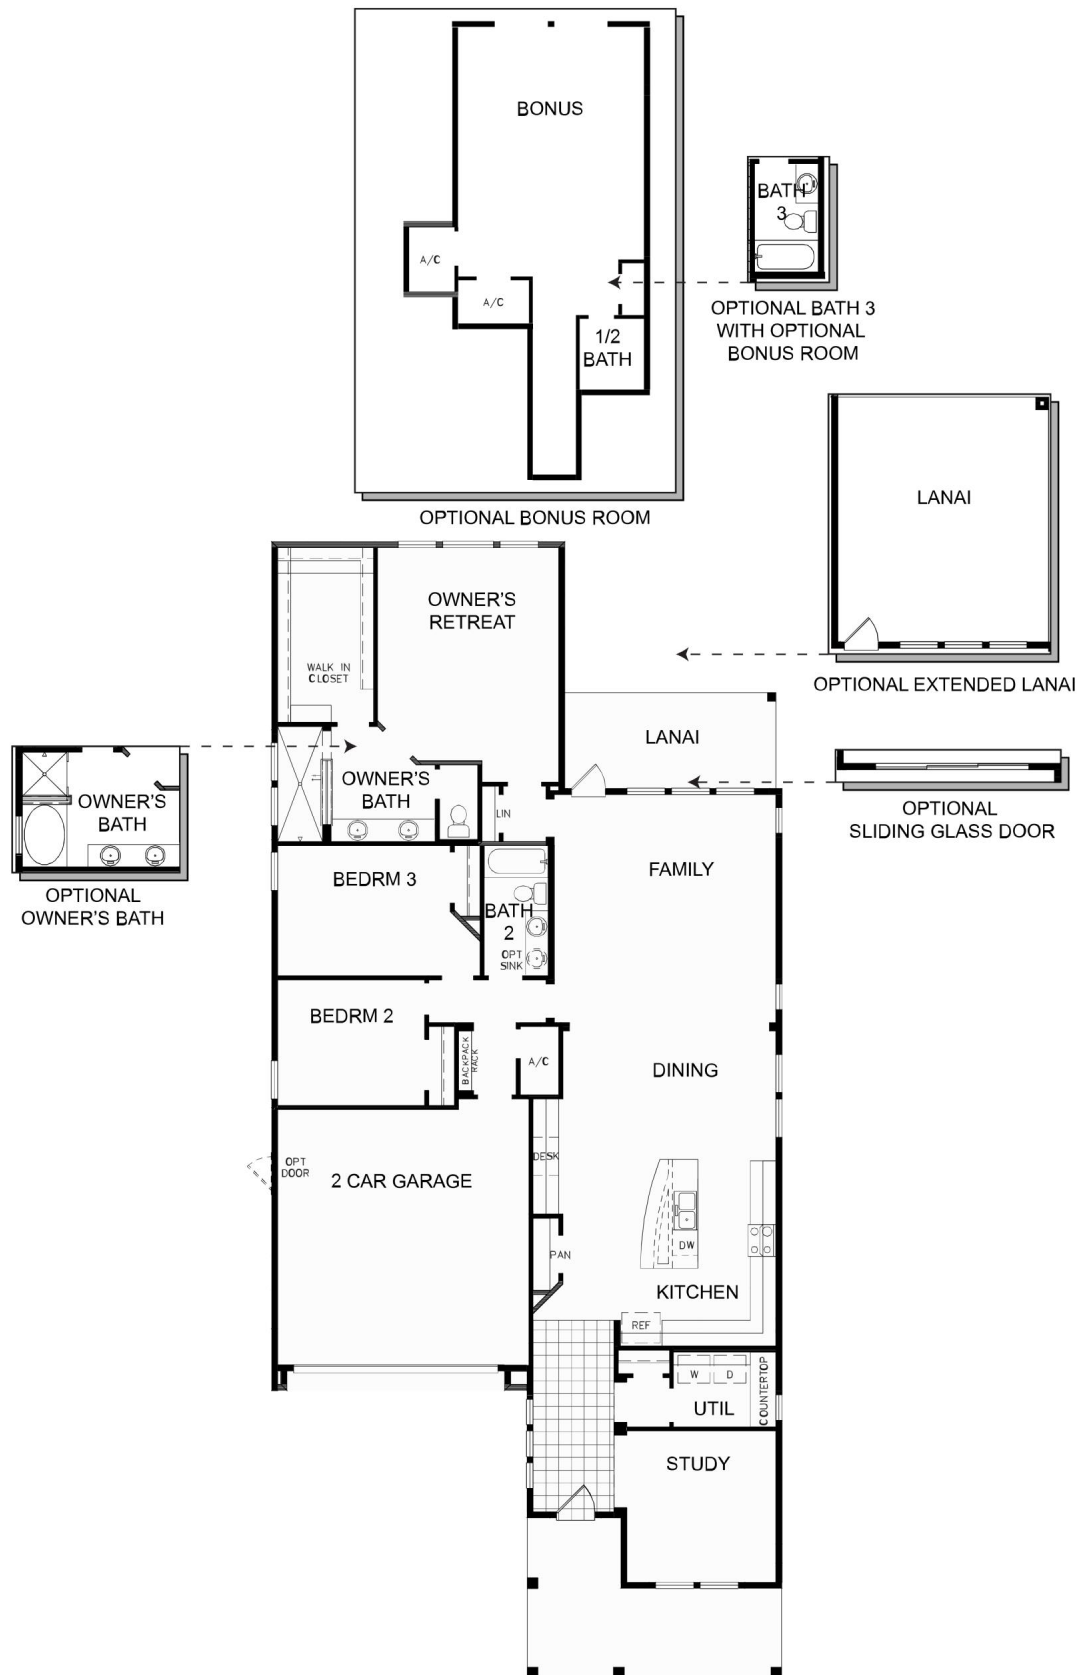 BONUS
A/C
A/C
1/2
BATH
BATH
3
OPTIONAL BATH 3
WITH OPTIONAL
BONUS ROOM
OPTIONAL BONUS ROOM
LANAI
OPTIONAL EXTENDED LANAI
OWNER'S
RETREAT
WALK IN
CLOSET
LANAI
OWNER'S
BATH
LIN
OPTIONAL
SLIDING GLASS DOOR
OWNER'S
BATH
OPTIONAL
OWNER'S BATH
FAMILY
BEDRM 3
BATH
2
OPT
SINK
BEDRM 2
BACKPACK
RACK
A/C
DINING
OPT
DOOR
2 CAR GARAGE
DESK
DW
PAN
KITCHEN
REF
W
D
COUNTERTOP
UTIL
STUDY